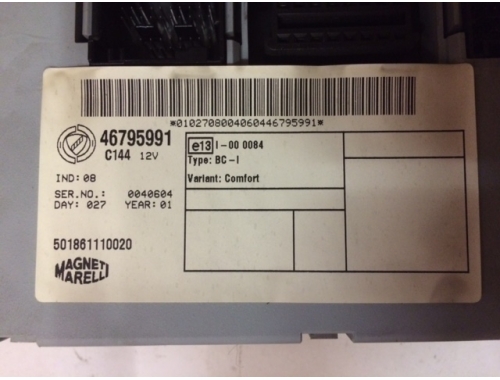 *0102708004060446795991*
46795991
C144 12V
e13 I-00 0084
Type: BC-I
Variant: Comfort
IND: 08
SER.NO.: 0040604
DAY: 027 YEAR: 01
501861110020
MAGNETI
MARELLI